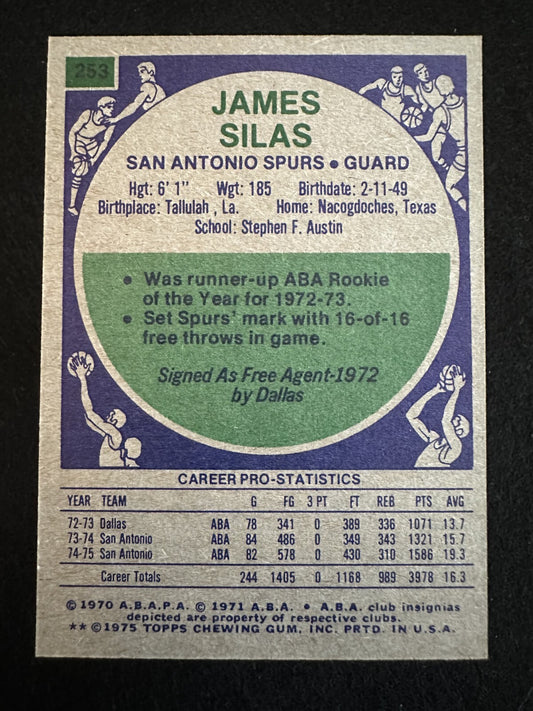 253
JAMES
SILAS
SAN ANTONIO SPURS • GUARD
Hgt: 6' 1" Wgt: 185 Birthdate: 2-11-49
Birthplace: Tallulah, La. Home: Nacogdoches, Texas
School: Stephen F. Austin
• Was runner-up ABA Rookie
of the Year for 1972-73.
• Set Spurs' mark with 16-of-16
free throws in game.
Signed As Free Agent-1972
by Dallas
CAREER PRO-STATISTICS
YEAR TEAM G FG 3 PT FT REB PTS AVG
72-73 Dallas ABA 78 341 0 389 336 1071 13.7
73-74 San Antonio ABA 84 486 0 349 343 1321 15.7
74-75 San Antonio ABA 82 578 0 430 310 1586 19.3
Career Totals 244 1405 0 1168 989 3978 16.3
© 1970 A.B.A.P.A. © 1971 A.B.A. • A.B.A. club insignias
depicted are property of respective clubs.
** © 1975 TOPPS CHEWING GUM, INC. PRTD. IN U.S.A.